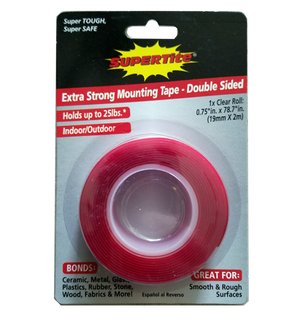 Super TOUGH,
Super SAFE
SUPERTite
Extra Strong Mounting Tape - Double Sided
Holds up to 25lbs.*
Indoor/Outdoor
1x Clear Roll:
0.75"in. x 78.7"in.
(19mm X 2m)
BONDS:
Ceramic, Metal, Glass,
Plastics, Rubber, Stone,
Wood, Fabrics & More!
Español al Reverso
GREAT FOR:
Smooth & Rough
Surfaces